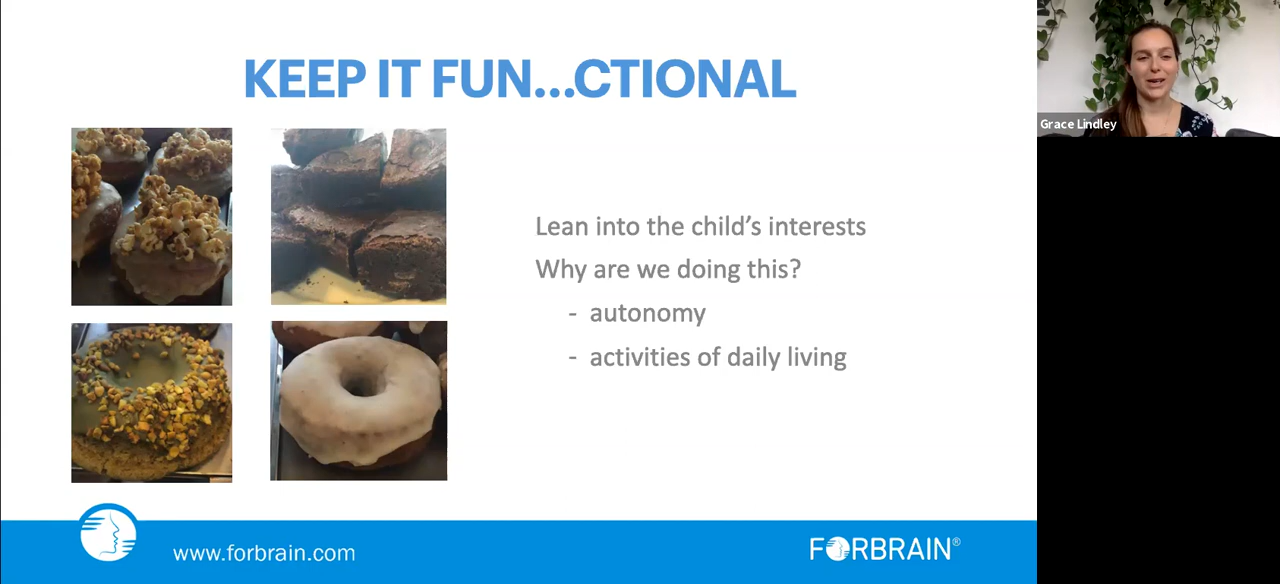 KEEP IT FUN...CTIONAL
Grace Lindley
Lean into the child’s interests
Why are we doing this?
- autonomy
- activities of daily living
www.forbrain.com
FORBRAIN®